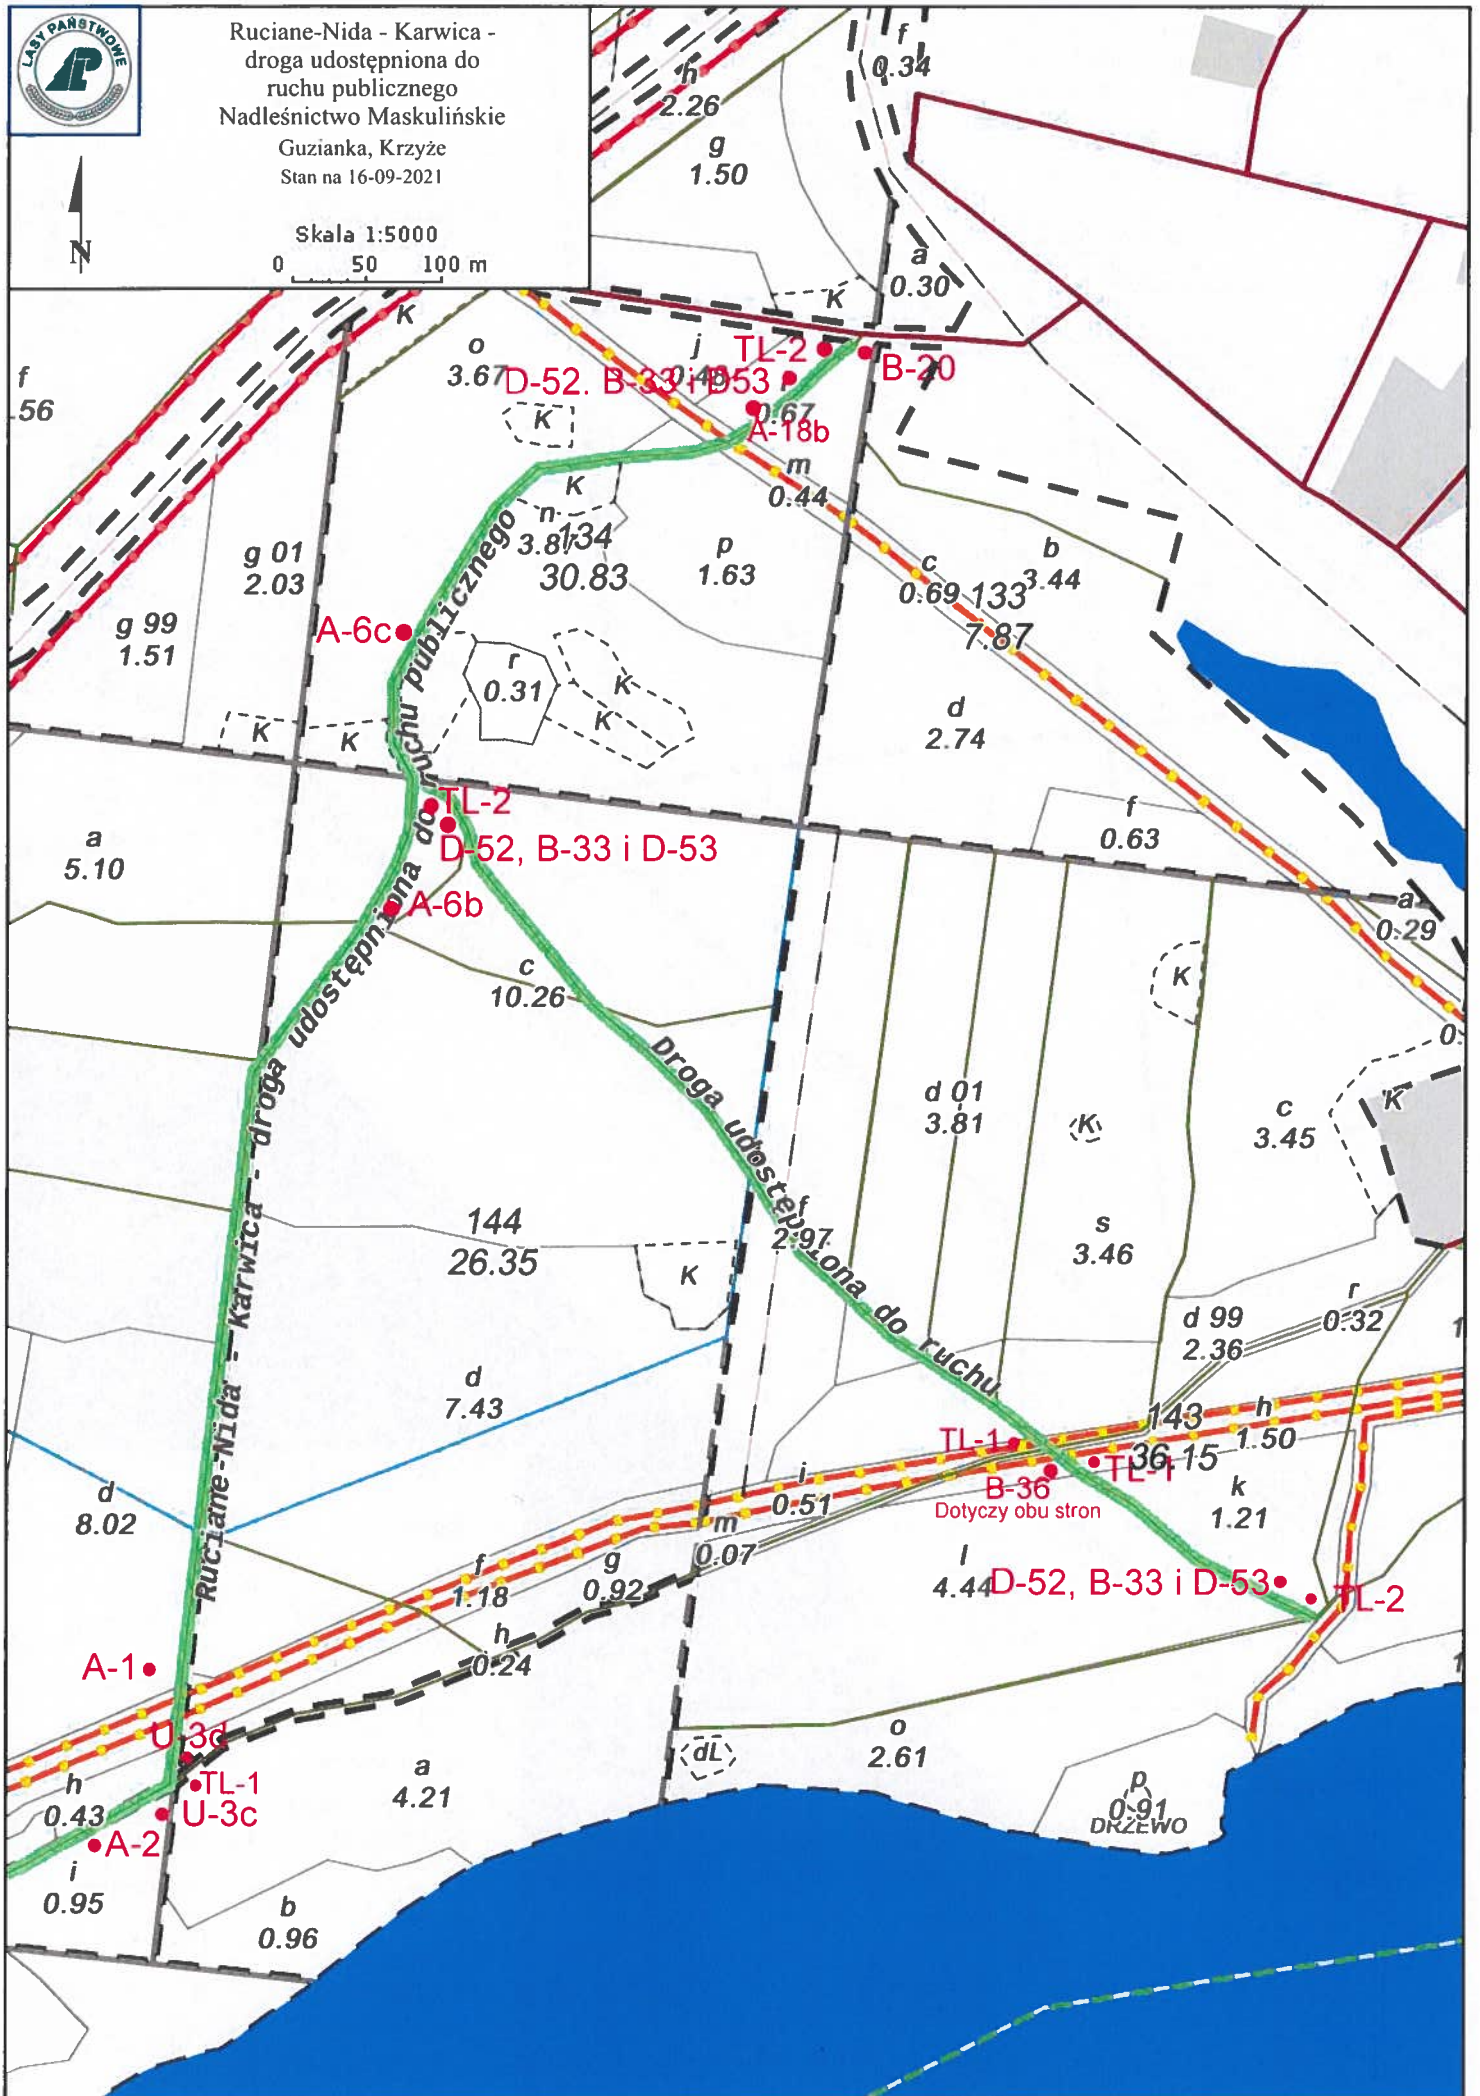 LASY PAŃSTWOWE
Ruciane-Nida - Karwica -
droga udostępniona do
ruchu publicznego
Nadleśnictwo Maskulińskie
Guzianka, Krzyże
Stan na 16-09-2021
N
Skala 1:5000
0 50 100 m
f
0.34
h
2.26
g
1.50
a
0.30
K
K
o
3.67
j
TL-2
B-20
D-52. B-33 i D-53
0.67
A-18b
f
.56
K
m
0.44
K
n
3.87
134
30.83
p
1.63
g 01
2.03
g 99
1.51
c
0.69
133
7.87
b
3.44
A-6c
r
0.31
K
K
K
K
d
2.74
f
0.63
TL-2
D-52, B-33 i D-53
A-6b
a
5.10
a
0.29
c
10.26
K
0.
Ruciane-Nida - Karwica - droga udostępniona do ruchu publicznego
Droga udostępniona do ruchu
d 01
3.81
K
c
3.45
K
144
26.35
f
2.97
s
3.46
K
d 99
2.36
r
0.32
1
d
7.43
143
36.15
h
1.50
TL-1
TL-1
B-36
Dotyczy obu stron
i
0.51
k
1.21
d
8.02
m
0.07
f
1.18
g
0.92
l
4.44
D-52, B-33 i D-53
TL-2
h
0.24
A-1
U-3d
TL-1
U-3c
A-2
h
0.43
i
0.95
a
4.21
b
0.96
dL
o
2.61
p
0.91
DRZEWO
1